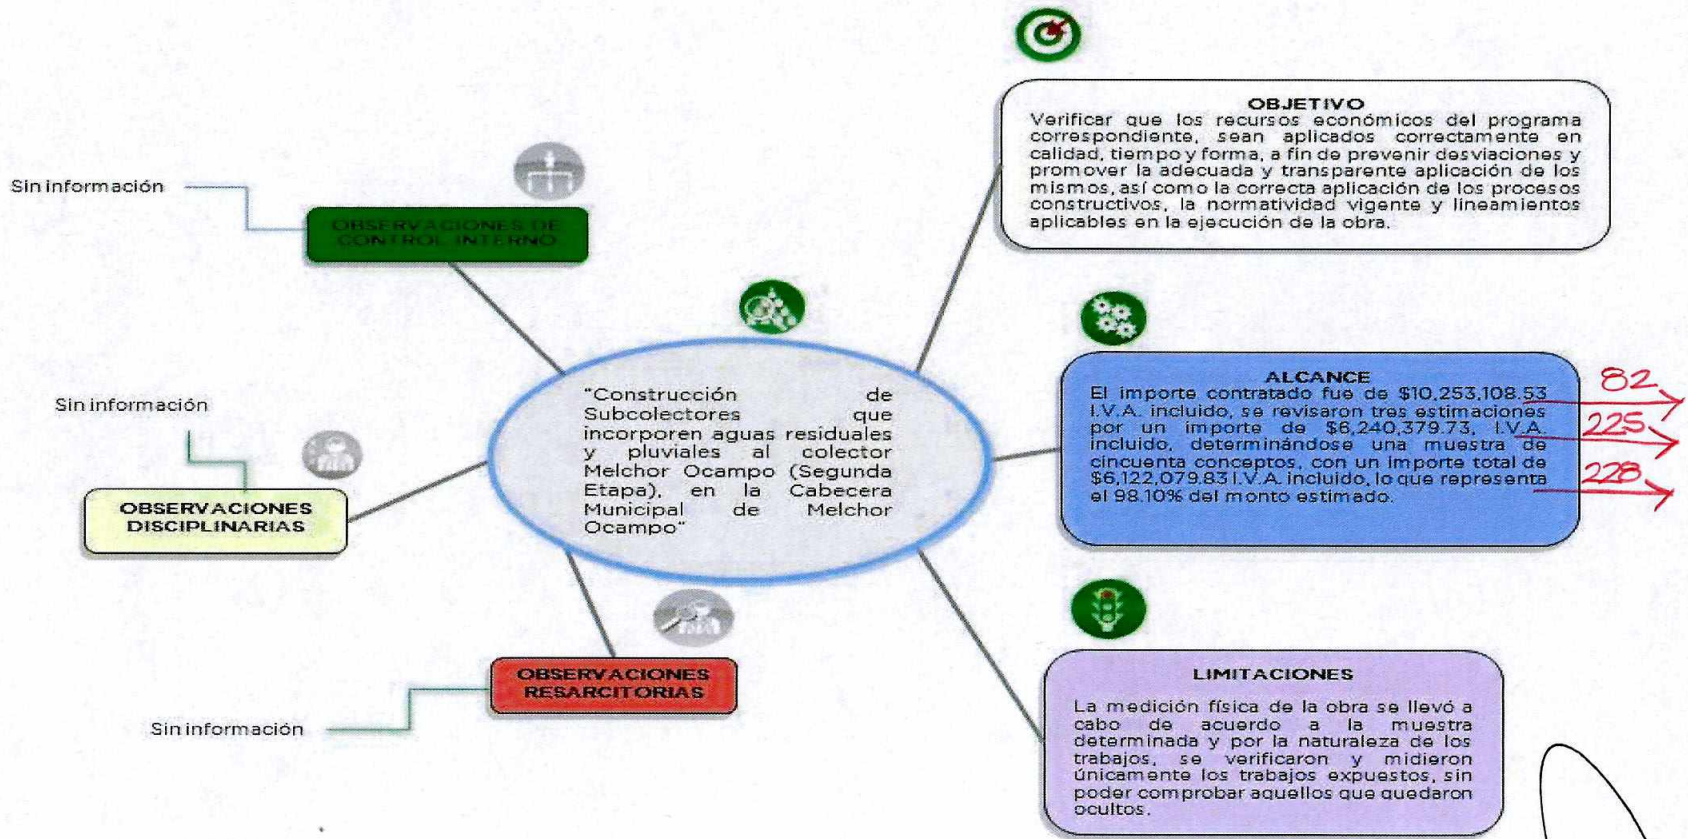 OBJETIVO
Verificar que los recursos económicos del programa
correspondiente, sean aplicados correctamente en
calidad, tiempo y forma, a fin de prevenir desviaciones y
promover la adecuada y transparente aplicación de los
mismos, así como la correcta aplicación de los procesos
constructivos, la normatividad vigente y lineamientos
aplicables en la ejecución de la obra.
Sin información
OBSERVACIONES DE
CONTROL INTERNO
"Construcción de
Subcolectores que
incorporen aguas residuales
y pluviales al colector
Melchor Ocampo (Segunda
Etapa), en la Cabecera
Municipal de Melchor
Ocampo"
ALCANCE
El importe contratado fue de $10,253,108.53
I.V.A. incluido, se revisaron tres estimaciones
por un importe de $6,240,379.73, I.V.A.
incluido, determinándose una muestra de
cincuenta conceptos, con un importe total de
$6,122,079.83 I.V.A. incluido, lo que representa
el 98.10% del monto estimado.
82
225
228
Sin información
OBSERVACIONES
DISCIPLINARIAS
OBSERVACIONES
RESARCITORIAS
Sin información
LIMITACIONES
La medición física de la obra se llevó a
cabo de acuerdo a la muestra
determinada y por la naturaleza de los
trabajos, se verificaron y midieron
únicamente los trabajos expuestos, sin
poder comprobar aquellos que quedaron
ocultos.